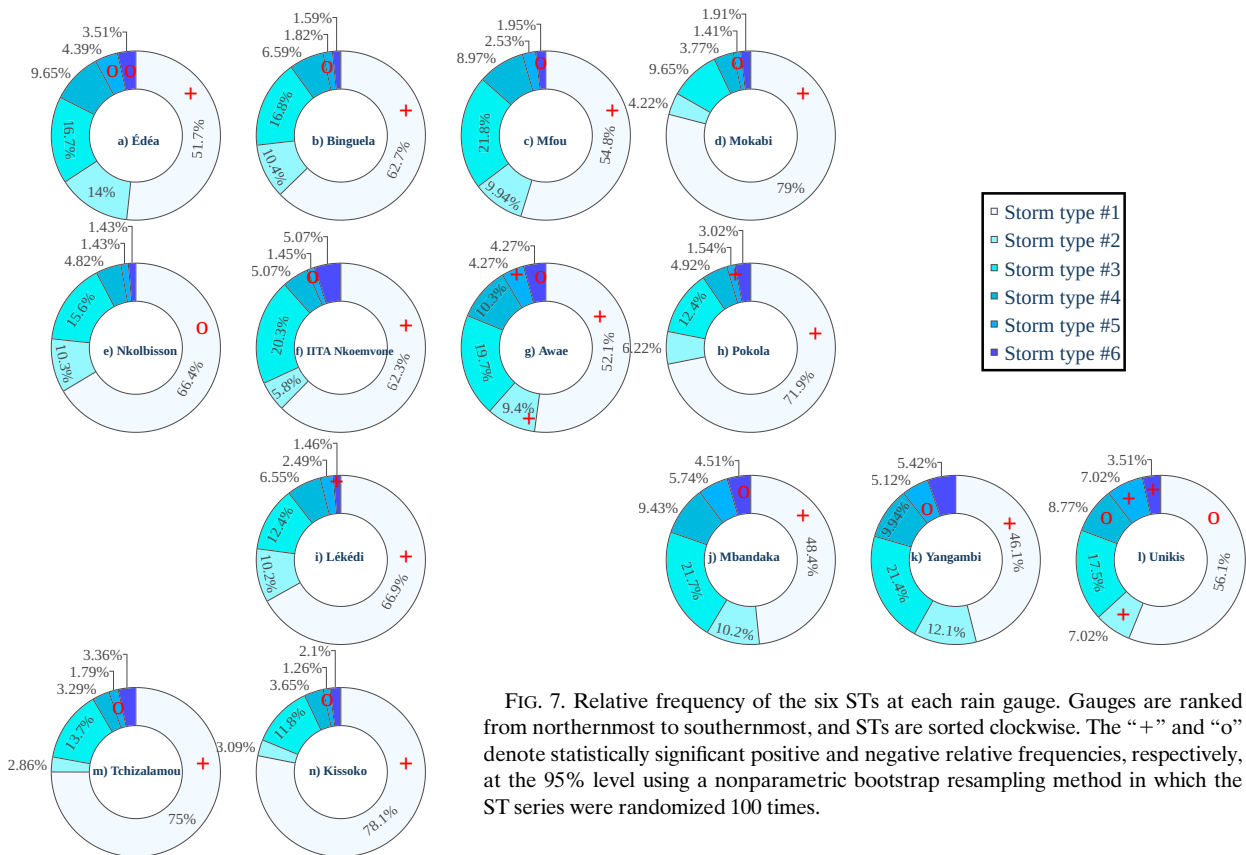 3.51%
4.39%
9.65%
16.7%
14%
51.7%
a) Édéa
+
o
o
1.59%
1.82%
6.59%
16.8%
10.4%
62.7%
b) Binguela
+
o
1.95%
2.53%
8.97%
21.8%
9.94%
54.8%
c) Mfou
+
o
1.91%
1.41%
3.77%
9.65%
4.22%
79%
d) Mokabi
+
o
Storm type #1
Storm type #2
Storm type #3
Storm type #4
Storm type #5
Storm type #6
1.43%
1.43%
4.82%
15.6%
10.3%
66.4%
e) Nkolbisson
o
5.07%
1.45%
5.07%
20.3%
5.8%
62.3%
f) IITA Nkoemvone
+
o
4.27%
4.27%
10.3%
19.7%
9.4%
52.1%
g) Awae
+
+
+
o
3.02%
1.54%
4.92%
12.4%
6.22%
71.9%
h) Pokola
+
+
1.46%
2.49%
6.55%
12.4%
10.2%
66.9%
i) Lékédi
+
+
4.51%
5.74%
9.43%
21.7%
10.2%
48.4%
j) Mbandaka
+
o
5.42%
5.12%
9.94%
21.4%
12.1%
46.1%
k) Yangambi
+
o
3.51%
7.02%
8.77%
17.5%
7.02%
56.1%
l) Unikis
o
+
o
+
+
3.36%
1.79%
3.29%
13.7%
2.86%
75%
m) Tchizalamou
+
o
2.1%
1.26%
3.65%
11.8%
3.09%
78.1%
n) Kissoko
+
o
FIG. 7. Relative frequency of the six STs at each rain gauge. Gauges are ranked
from northernmost to southernmost, and STs are sorted clockwise. The “+” and “o”
denote statistically significant positive and negative relative frequencies, respectively,
at the 95% level using a nonparametric bootstrap resampling method in which the
ST series were randomized 100 times.